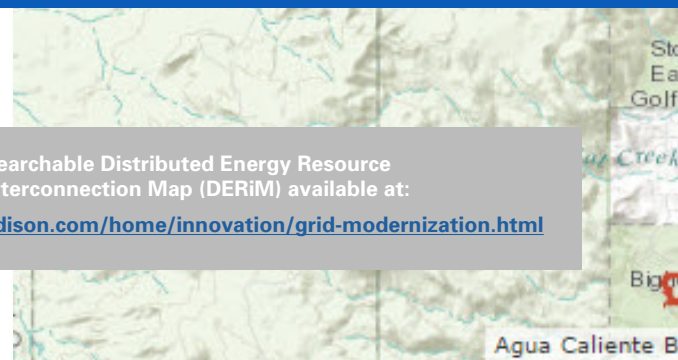 Sto
Ea
Golf
earchable Distributed Energy Resource
terconnection Map (DERiM) available at:
dison.com/home/innovation/grid-modernization.html
Creek
Big
Agua Caliente B